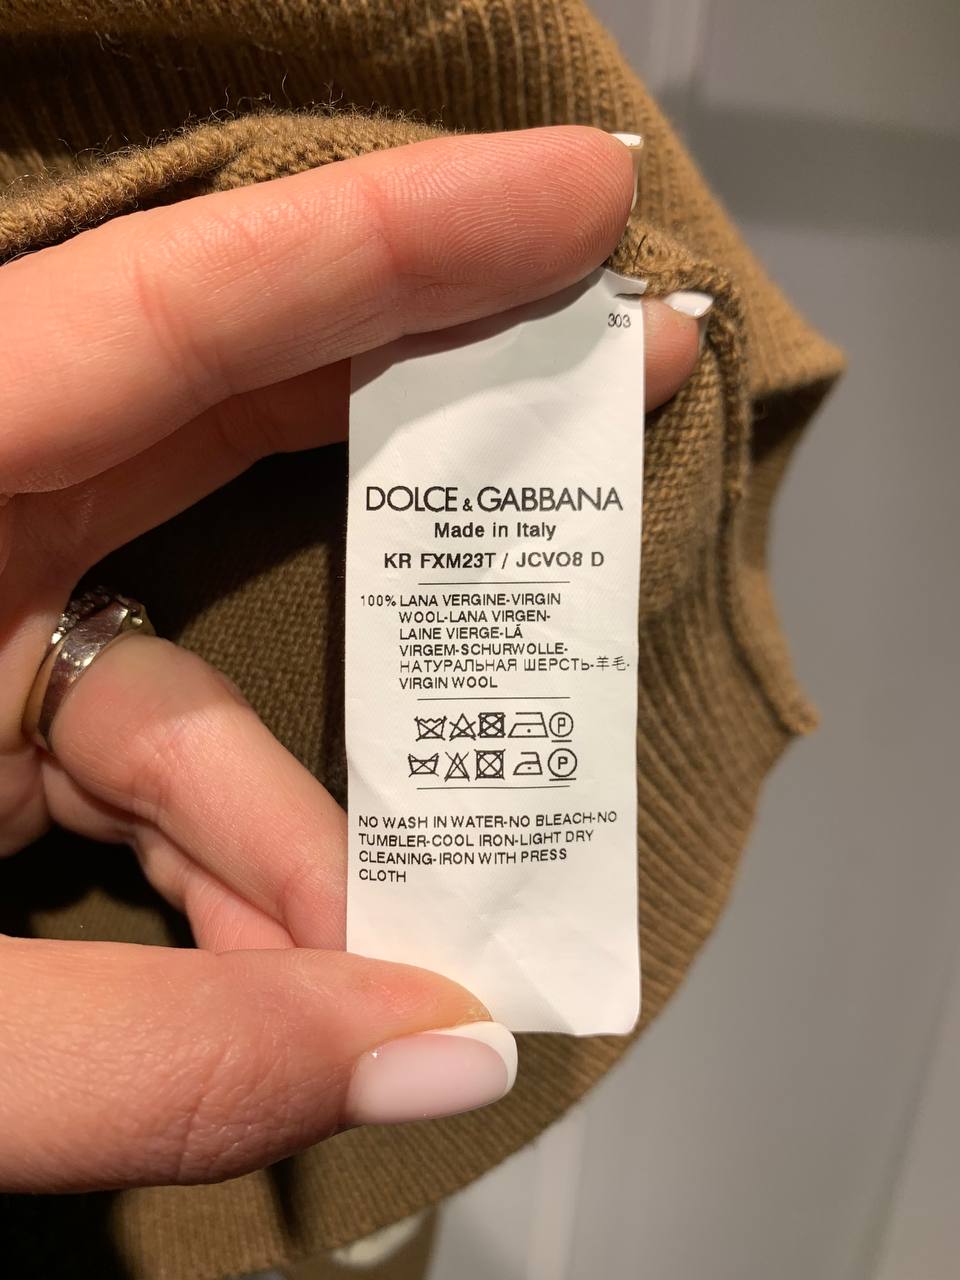 303
DOLCE & GABBANA
Made in Italy
KR FXM23T / JCVO8 D
100% LANA VERGINE-VIRGIN
WOOL-LANA VIRGEN-
LAINE VIERGE-LÃ
VIRGEM-SCHURWOLLE-
НАТУРАЛЬНАЯ ШЕРСТЬ-羊毛-
VIRGIN WOOL
P
P
NO WASH IN WATER-NO BLEACH-NO
TUMBLER-COOL IRON-LIGHT DRY
CLEANING-IRON WITH PRESS
CLOTH